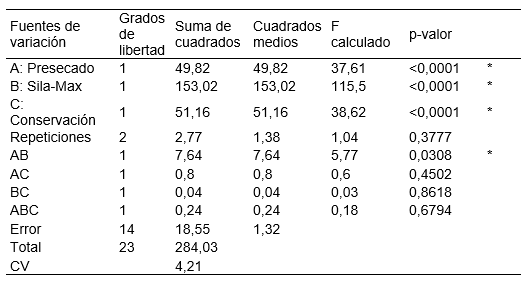 Fuentes de variación Grados de libertad Suma de cuadrados Cuadrados medios F calculado p-valor
A: Presecado 1 49,82 49,82 37,61 <0,0001 *
B: Sila-Max 1 153,02 153,02 115,5 <0,0001 *
C: Conservación 1 51,16 51,16 38,62 <0,0001 *
Repeticiones 2 2,77 1,38 1,04 0,3777
AB 1 7,64 7,64 5,77 0,0308 *
AC 1 0,8 0,8 0,6 0,4502
BC 1 0,04 0,04 0,03 0,8618
ABC 1 0,24 0,24 0,18 0,6794
Error 14 18,55 1,32
Total 23 284,03
CV 4,21